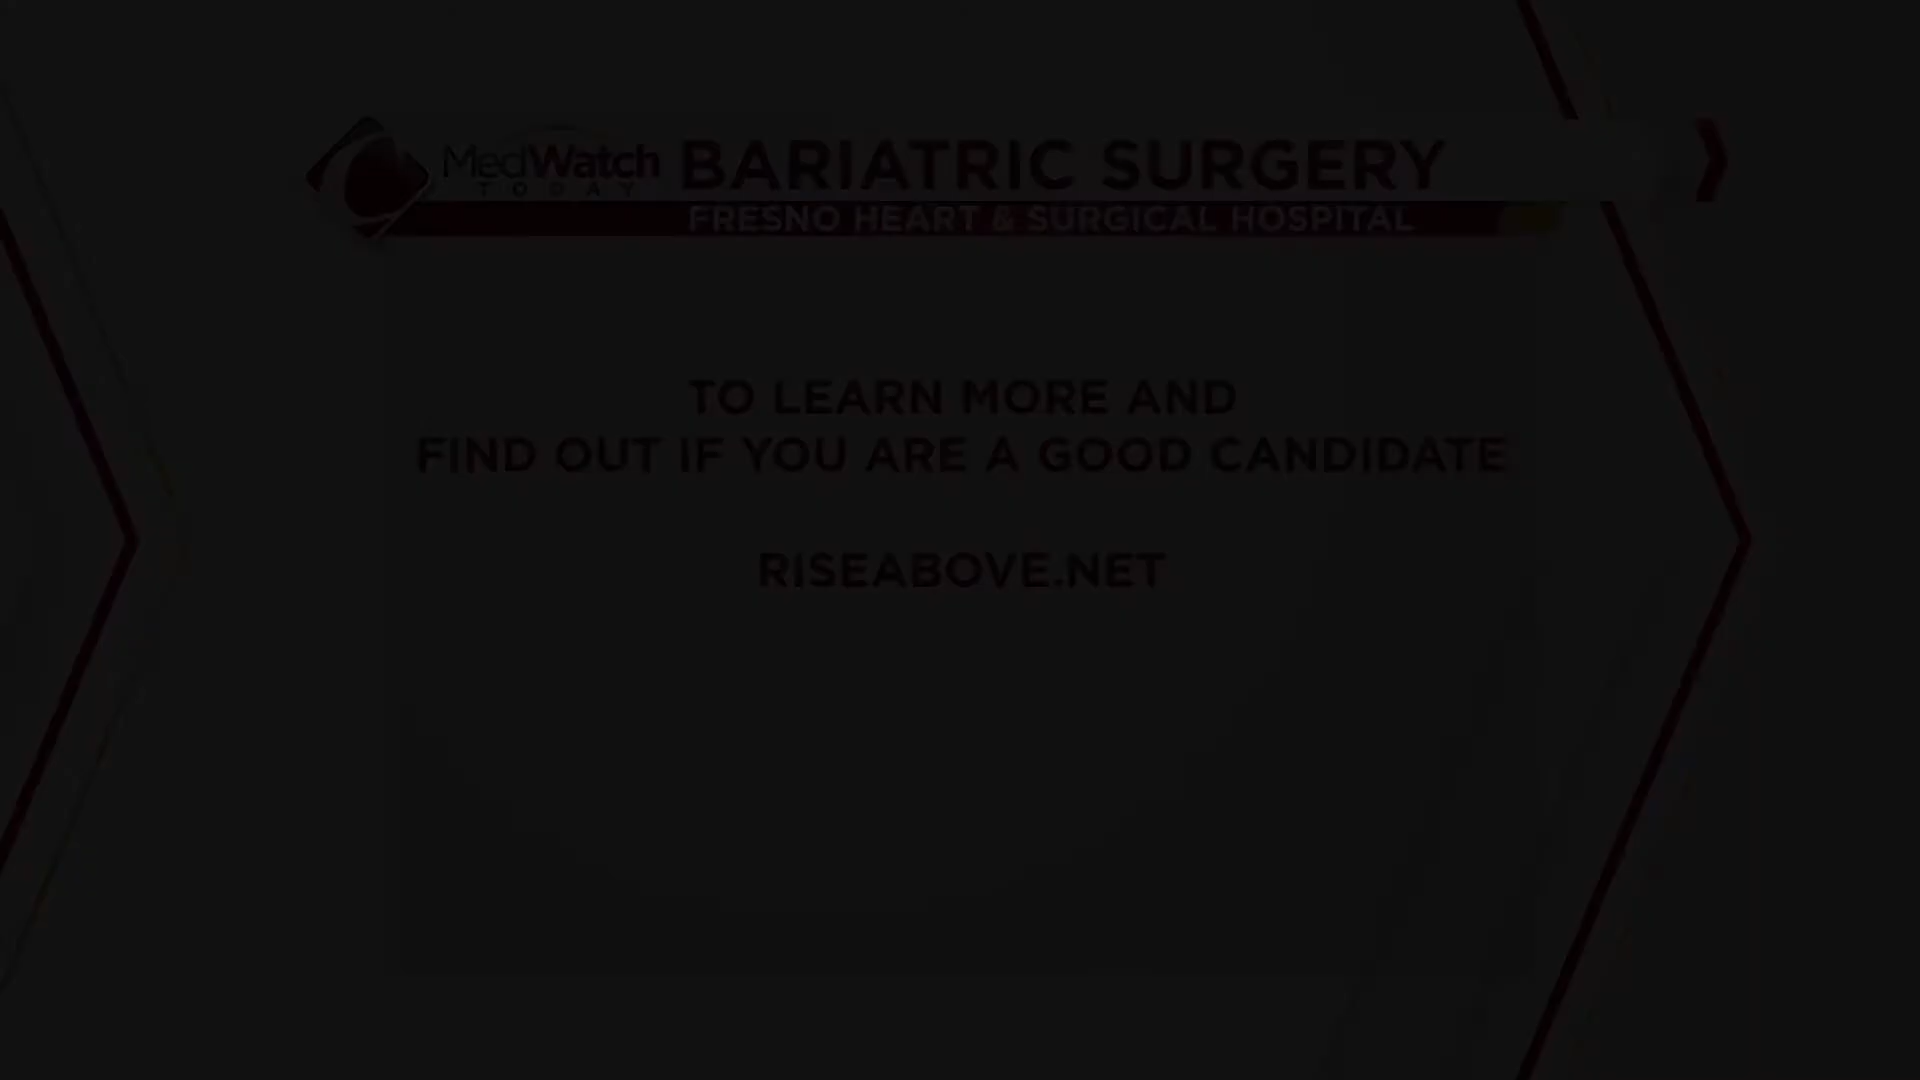 MedWatch
TODAY
BARIATRIC SURGERY
FRESNO HEART & SURGICAL HOSPITAL
TO LEARN MORE AND
FIND OUT IF YOU ARE A GOOD CANDIDATE
RISEABOVE.NET